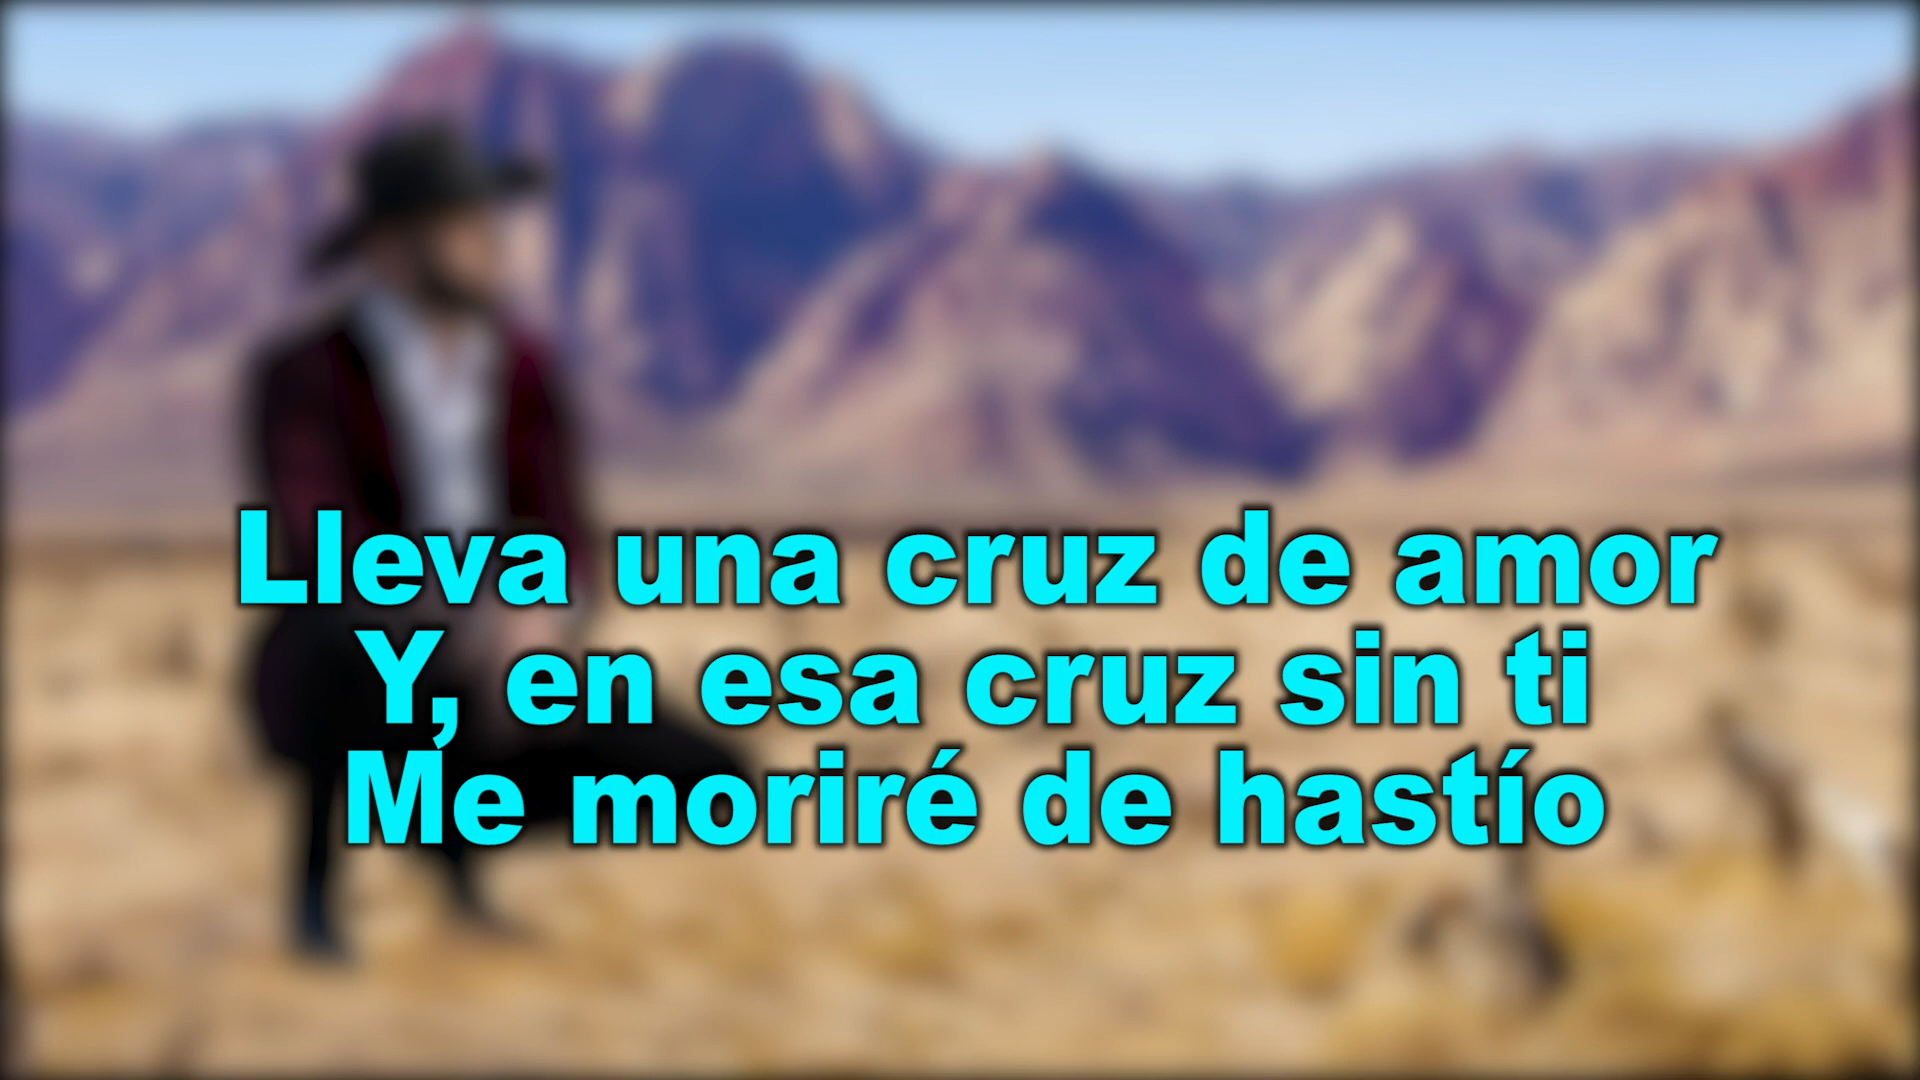 Lleva una cruz de amor
Y, en esa cruz sin ti
Me moriré de hastío